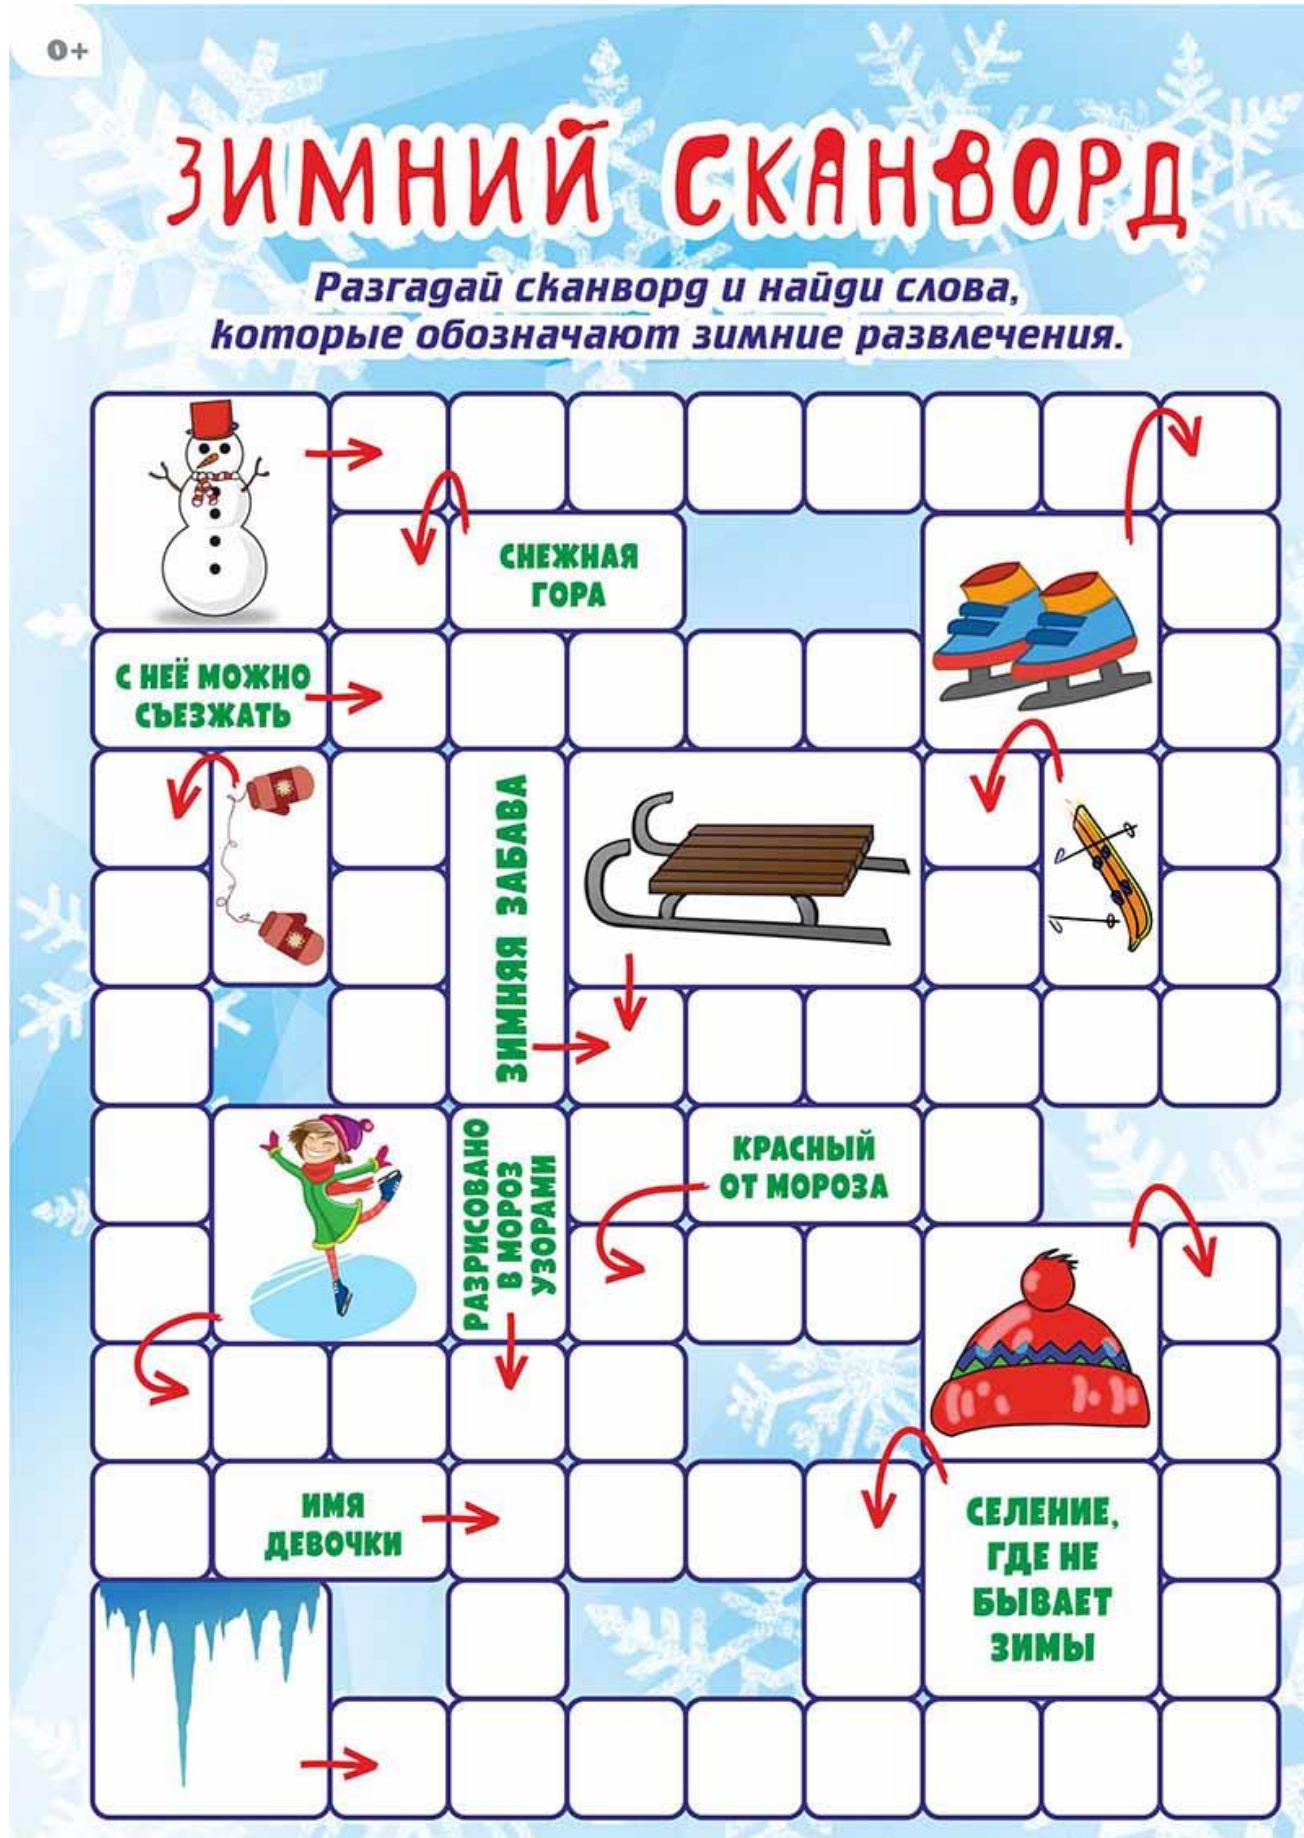 0+
ЗИМНИЙ СКАНВОРД
Разгадай сканворд и найди слова,
которые обозначают зимние развлечения.
СНЕЖНАЯ
ГОРА
С НЕЁ МОЖНО
СЪЕЗЖАТЬ
ЗИМНЯЯ ЗАБАВА
РАЗРИСОВАНО
В МОРОЗ
УЗОРАМИ
КРАСНЫЙ
ОТ МОРОЗА
ИМЯ
ДЕВОЧКИ
СЕЛЕНИЕ,
ГДЕ НЕ
БЫВАЕТ
ЗИМЫ